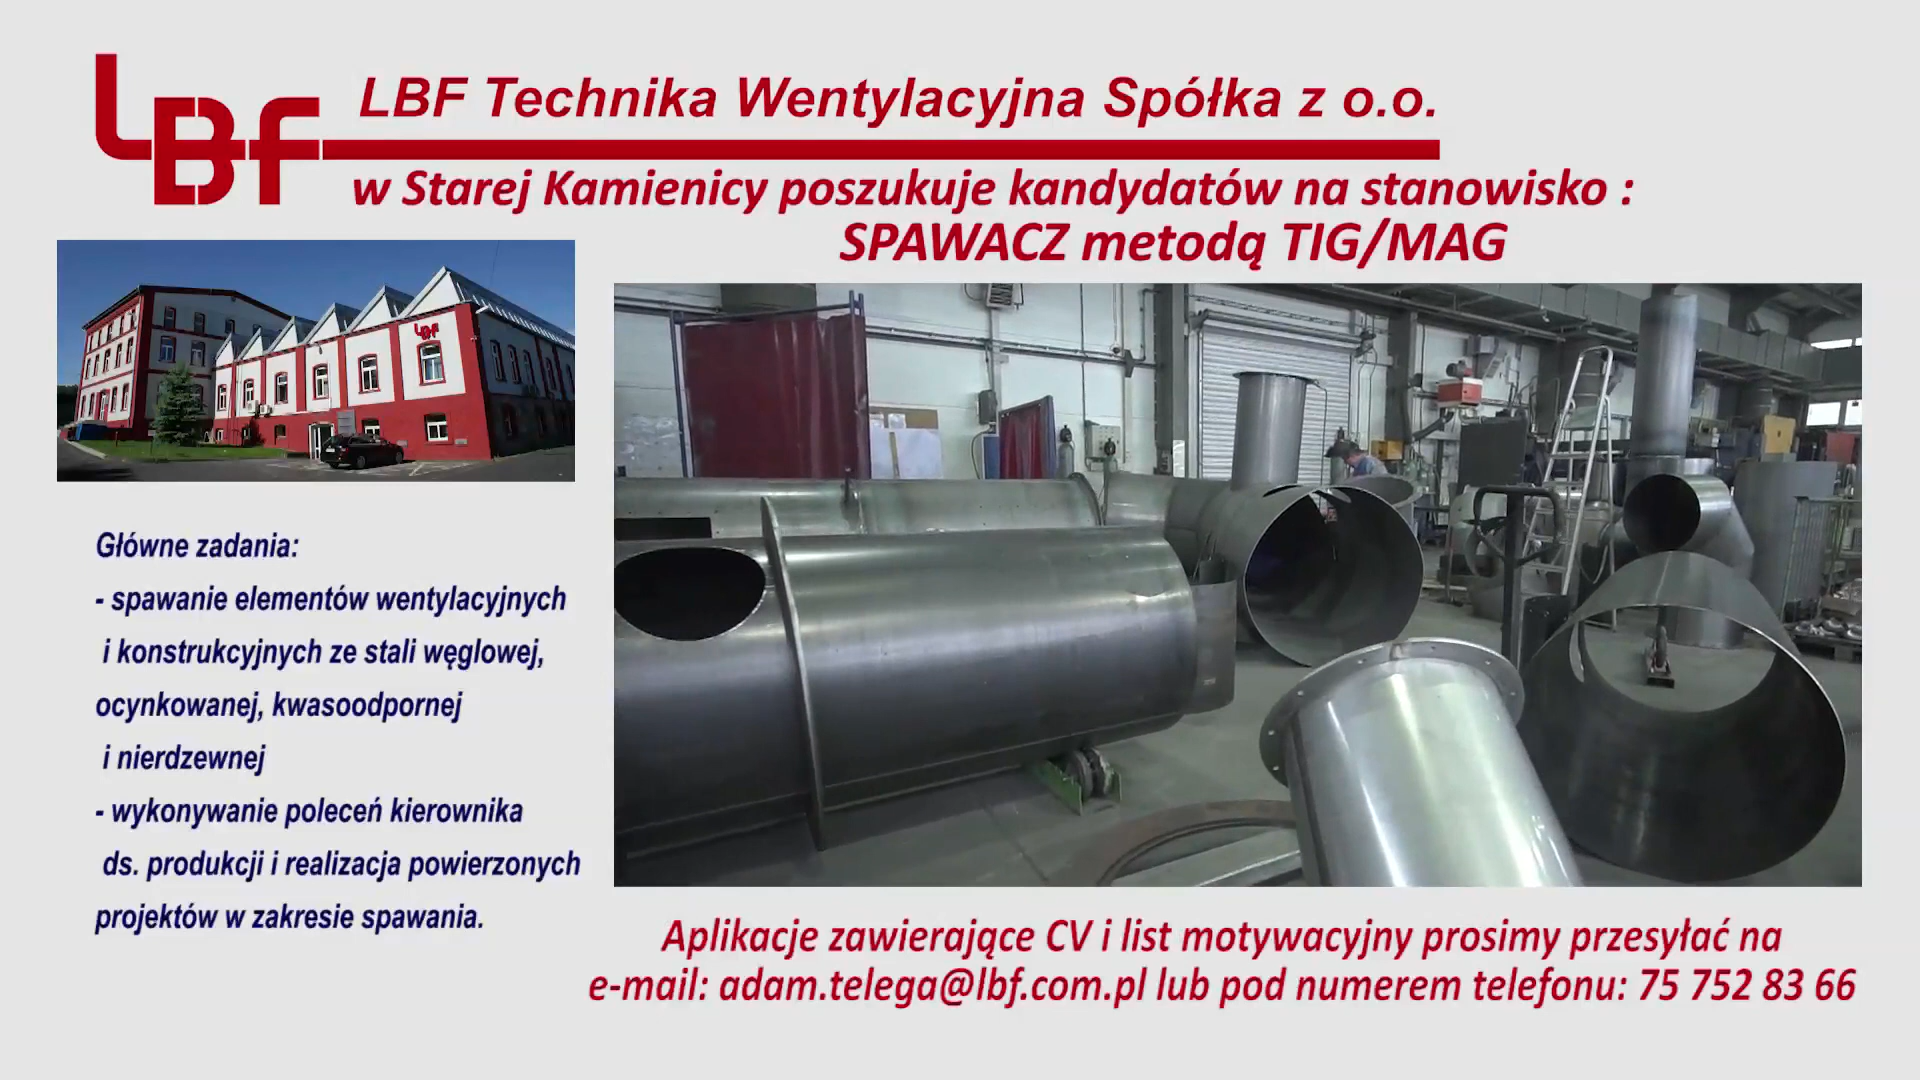 LBF
LBF Technika Wentylacyjna Spółka z o.o.
w Starej Kamienicy poszukuje kandydatów na stanowisko :
SPAWACZ metodą TIG/MAG
LBF
Główne zadania:
- spawanie elementów wentylacyjnych
i konstrukcyjnych ze stali węglowej,
ocynkowanej, kwasoodpornej
i nierdzewnej
- wykonywanie poleceń kierownika
ds. produkcji i realizacja powierzonych
projektów w zakresie spawania.
Aplikacje zawierające CV i list motywacyjny prosimy przesyłać na
e-mail: adam.telega@lbf.com.pl lub pod numerem telefonu: 75 752 83 66